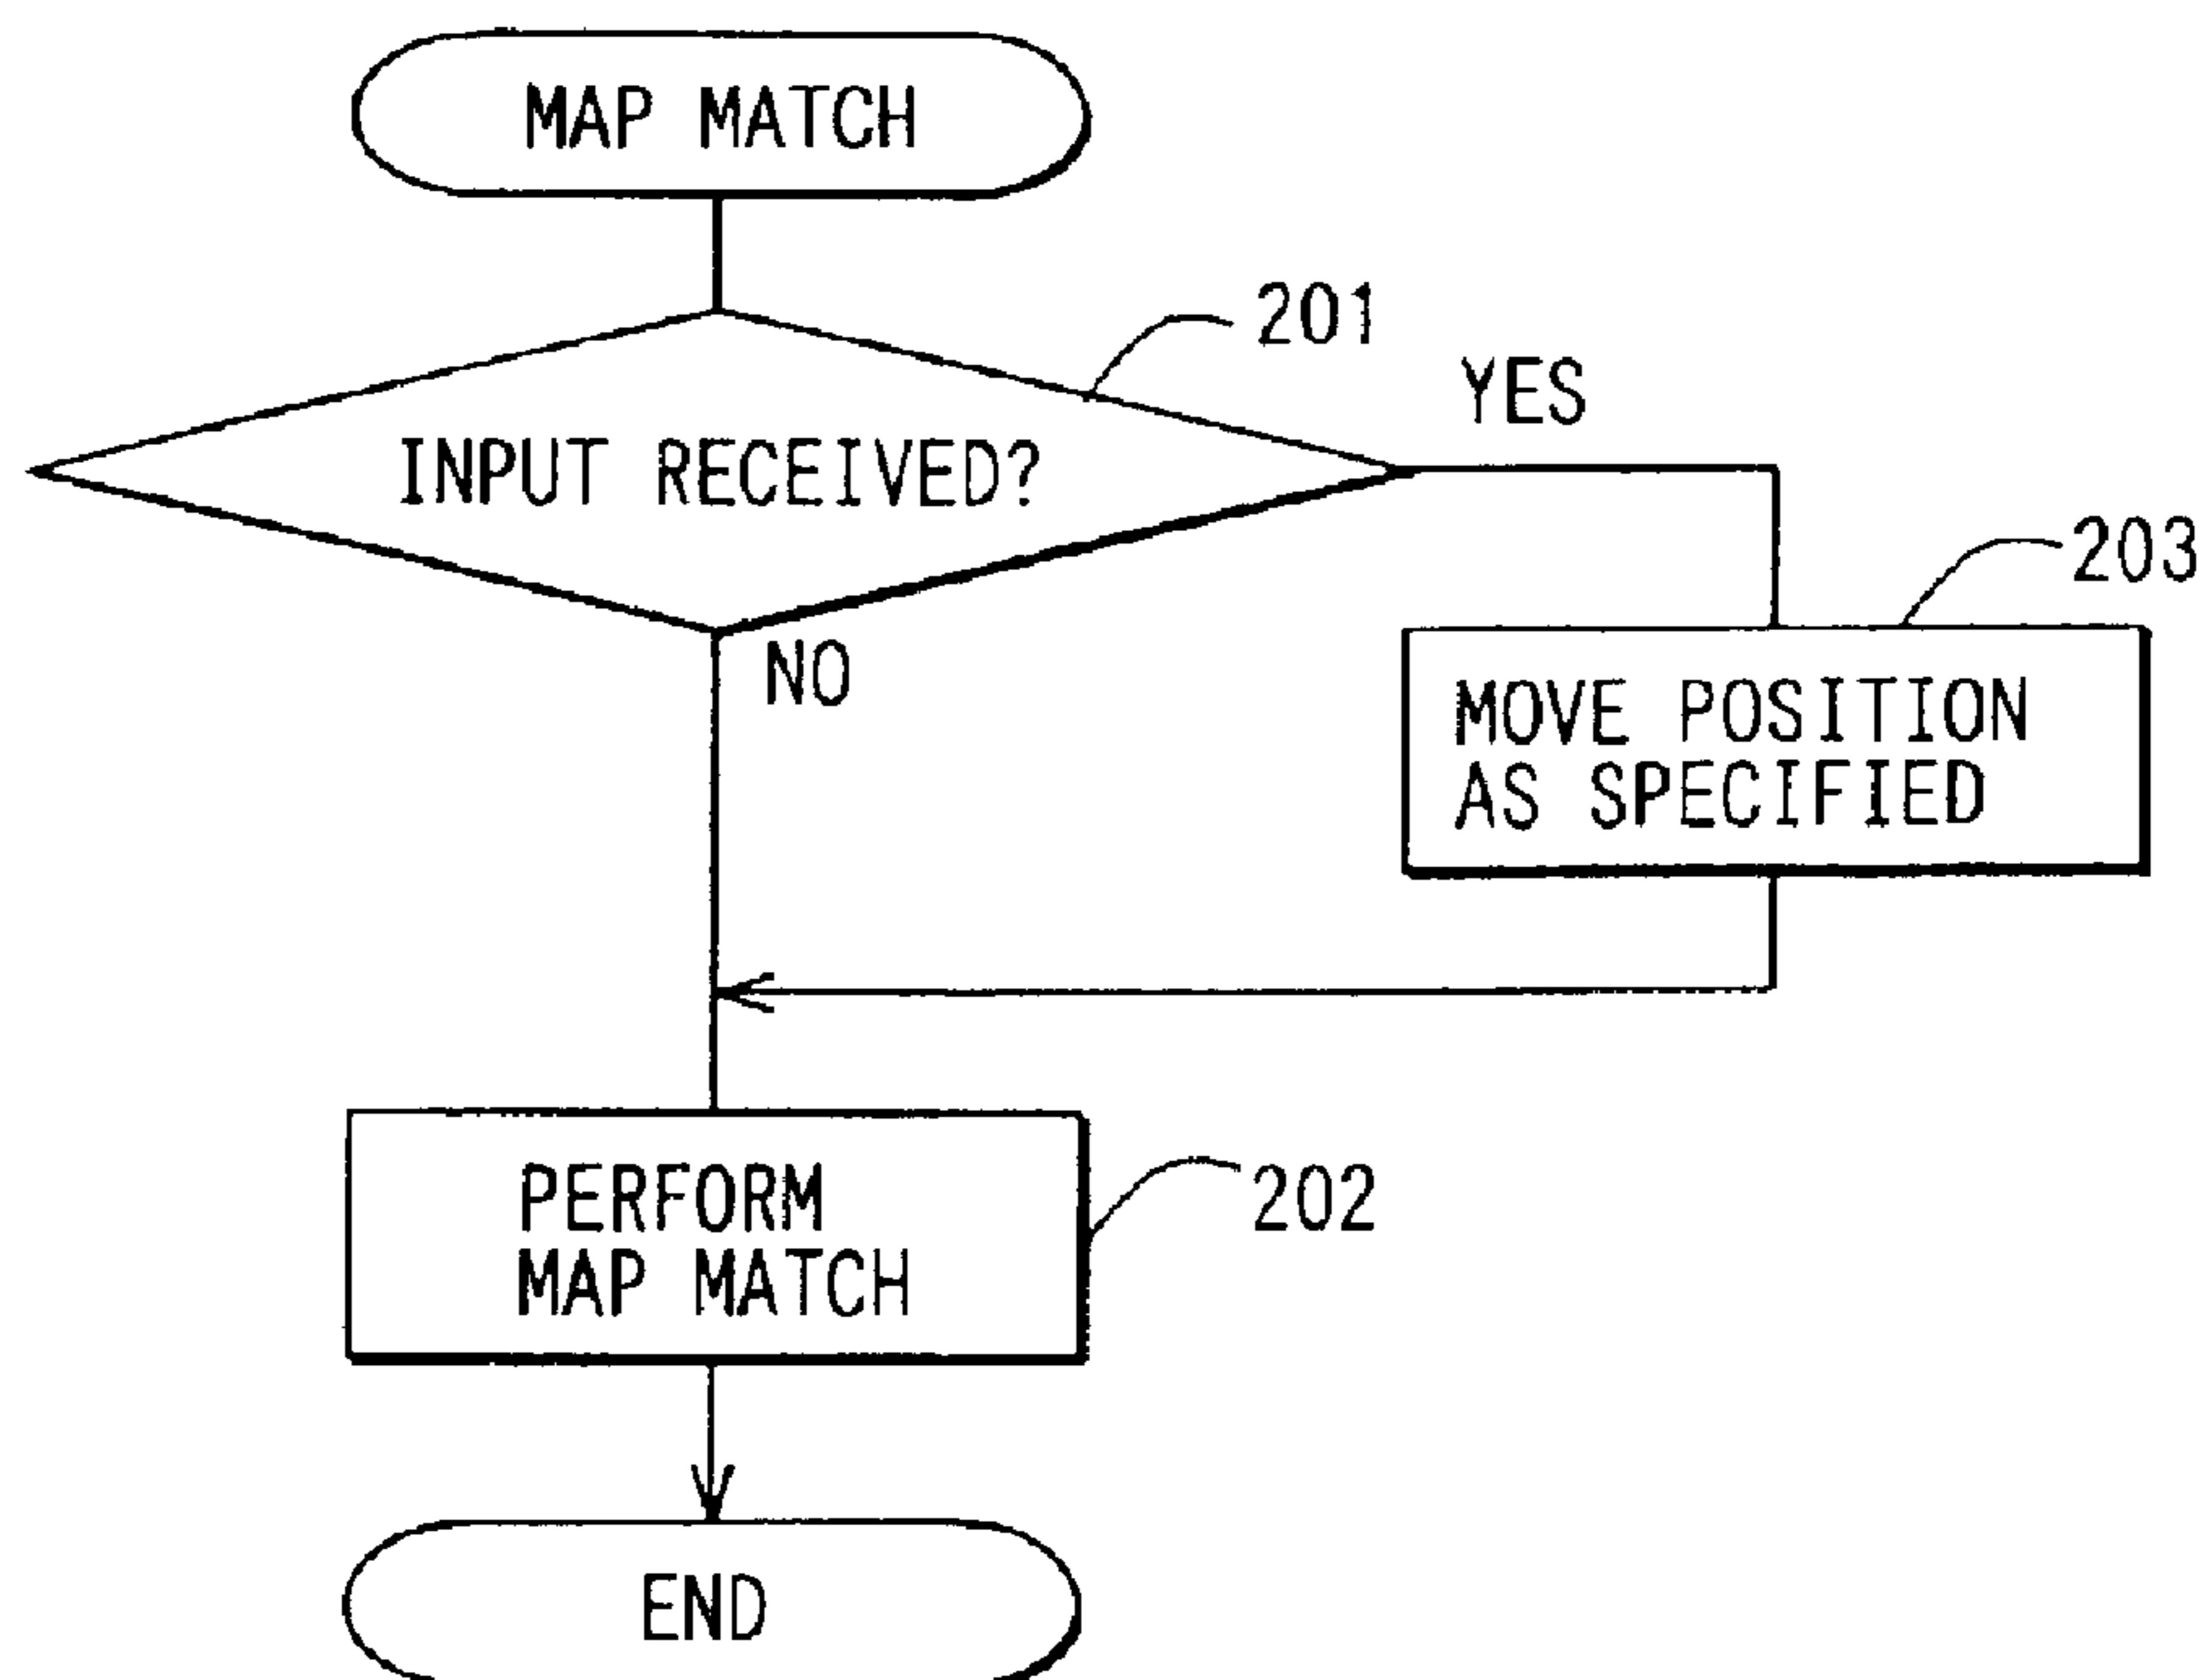 MAP MATCH
201
YES
INPUT RECEIVED?
203
NO
MOVE POSITION
AS SPECIFIED
PERFORM
MAP MATCH
202
END